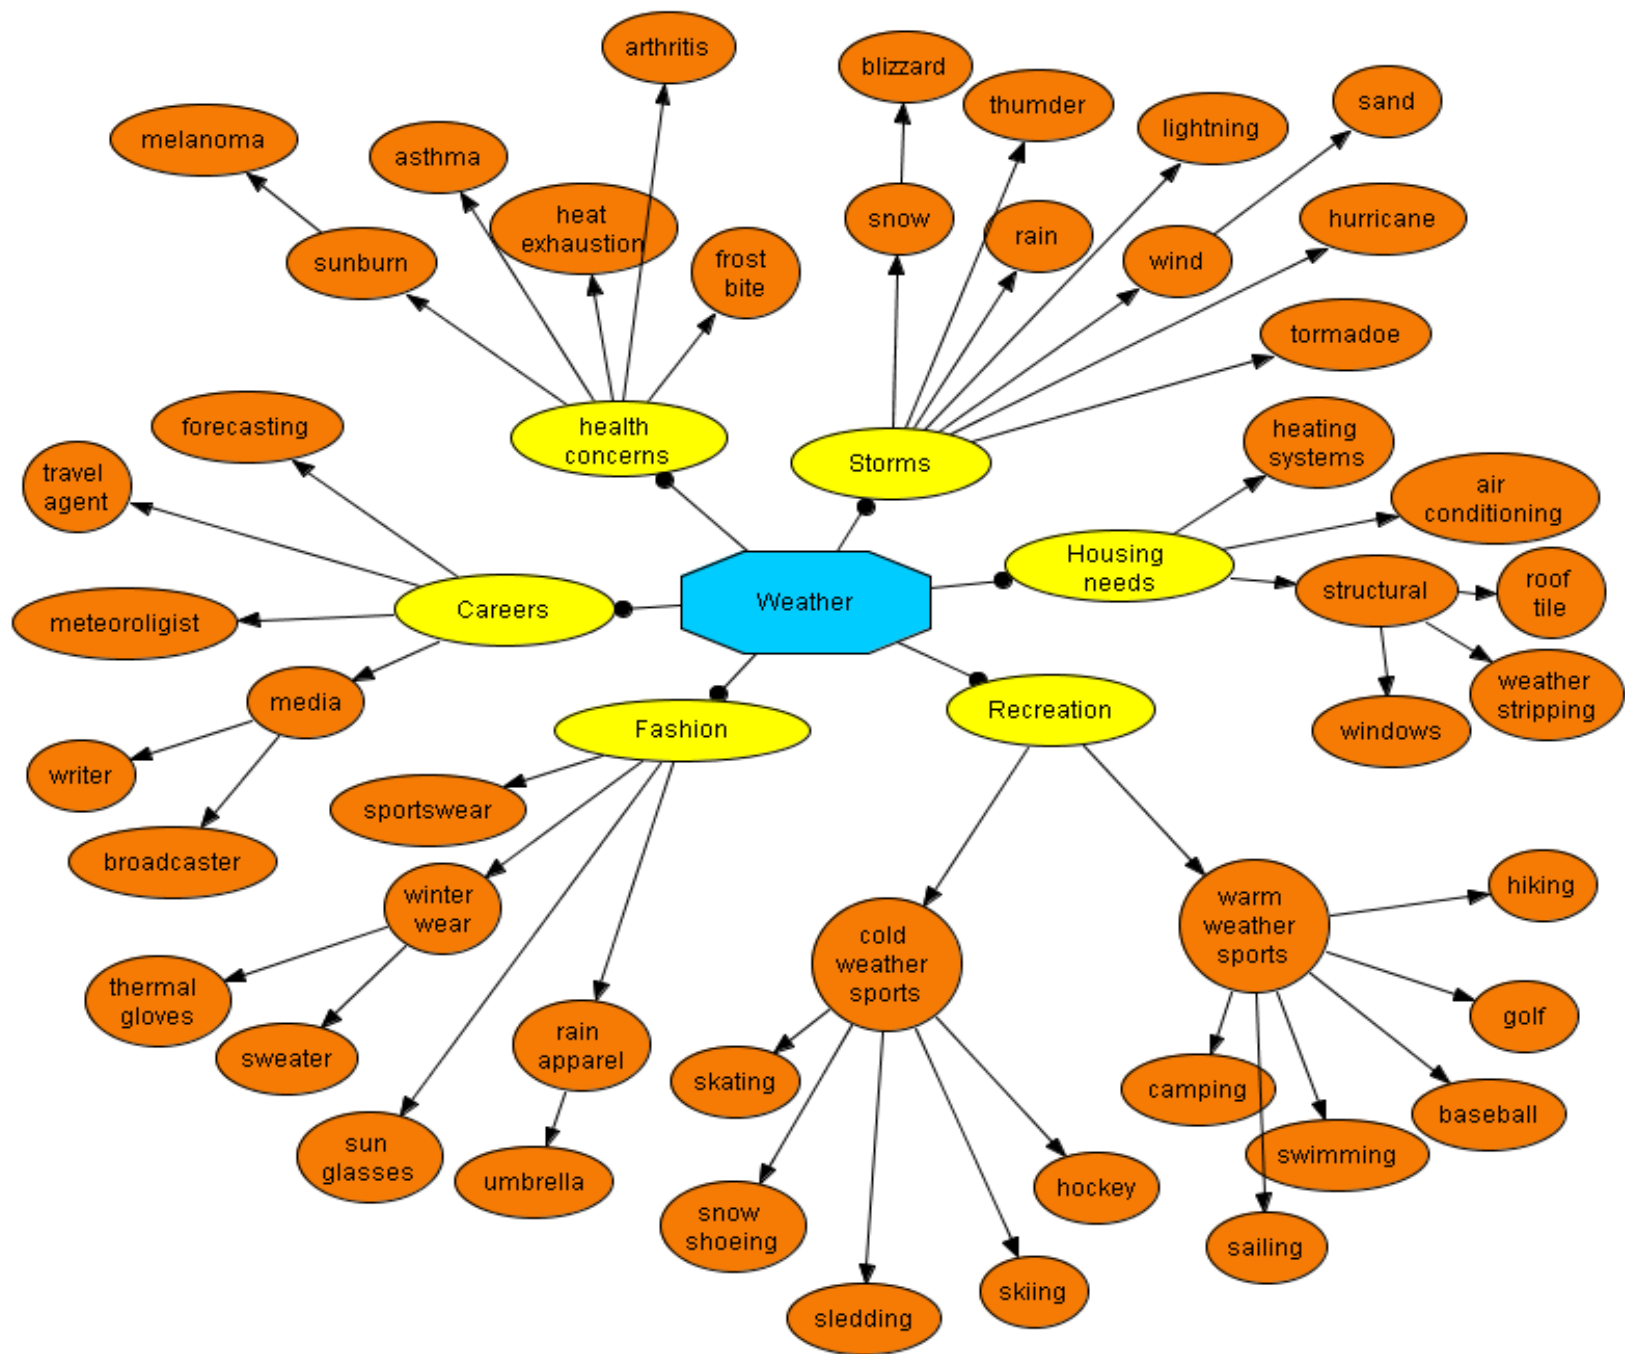 arthritis
blizzard
thumder
sand
lightning
melanoma
asthma
heat
exhaustion
snow
rain
hurricane
sunburn
frost
bite
wind
tormadoe
forecasting
health
concerns
Storms
heating
systems
travel
agent
air
conditioning
Housing
needs
structural
roof
tile
Weather
Careers
meteoroligist
weather
stripping
media
Fashion
Recreation
windows
writer
sportswear
broadcaster
winter
wear
cold
weather
sports
warm
weather
sports
hiking
thermal
gloves
sweater
rain
apparel
golf
skating
camping
baseball
sun
glasses
umbrella
swimming
hockey
snow
shoeing
sailing
skiing
sledding